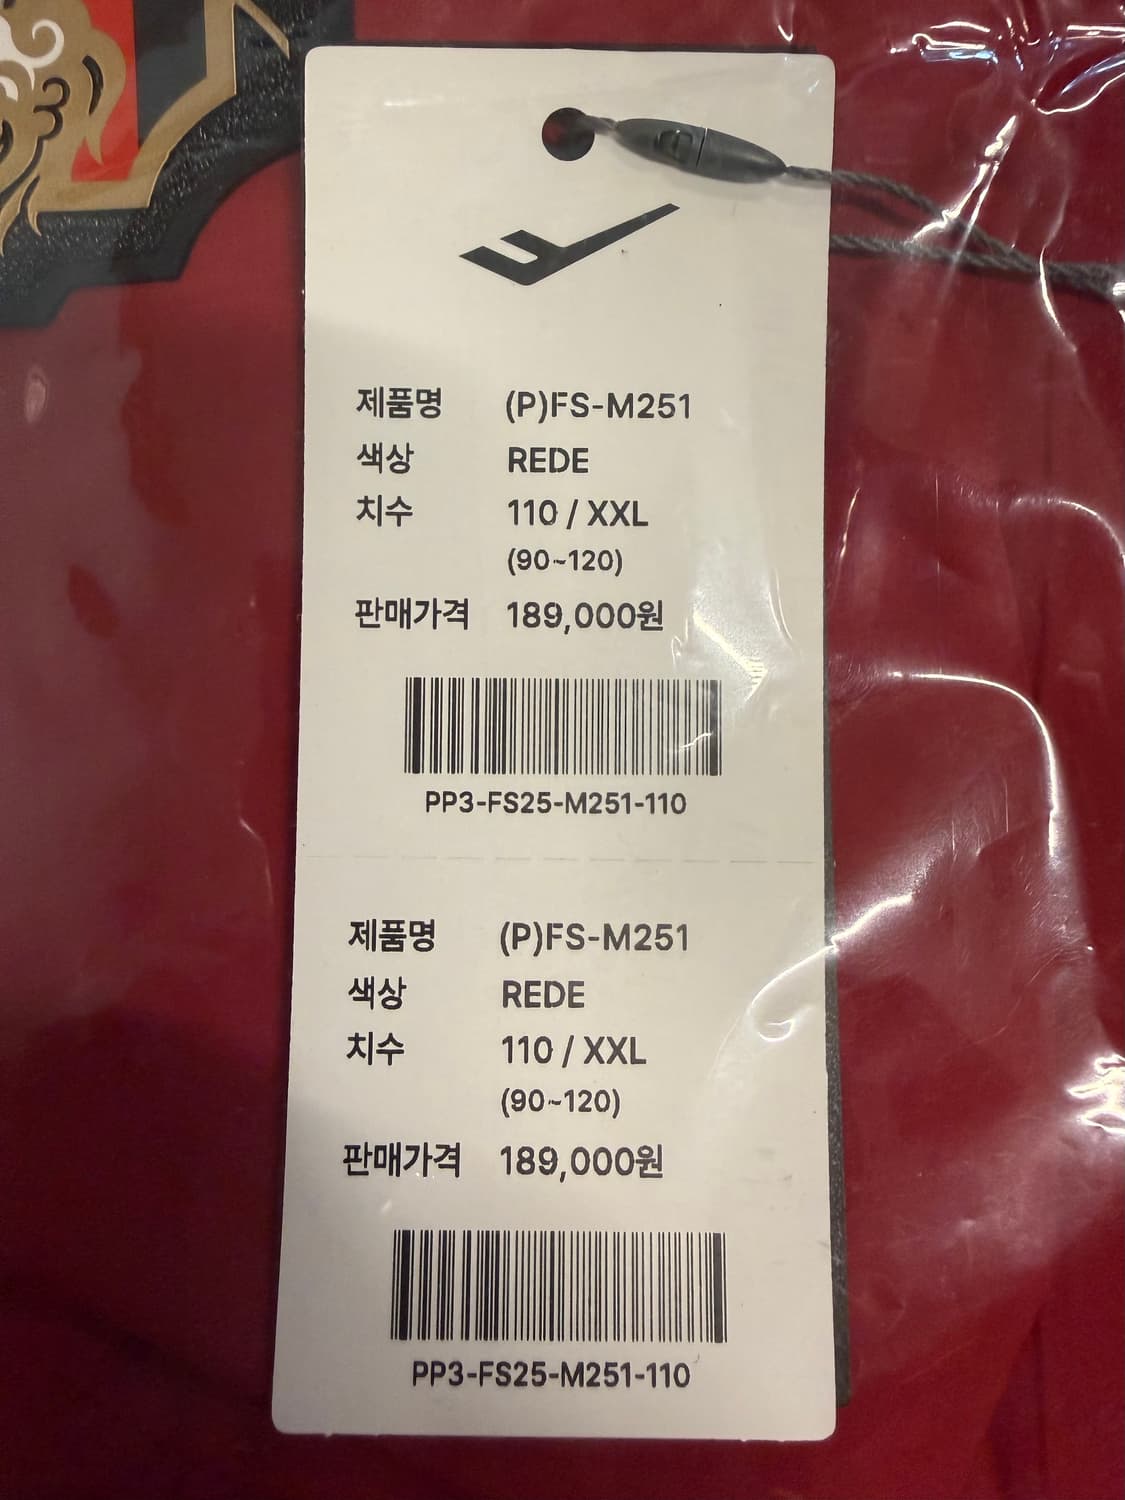 제품명 (P)FS-M251
색상 REDE
치수 110 / XXL
(90~120)
판매가격 189,000원
PP3-FS25-M251-110
제품명 (P)FS-M251
색상 REDE
치수 110 / XXL
(90~120)
판매가격 189,000원
PP3-FS25-M251-110